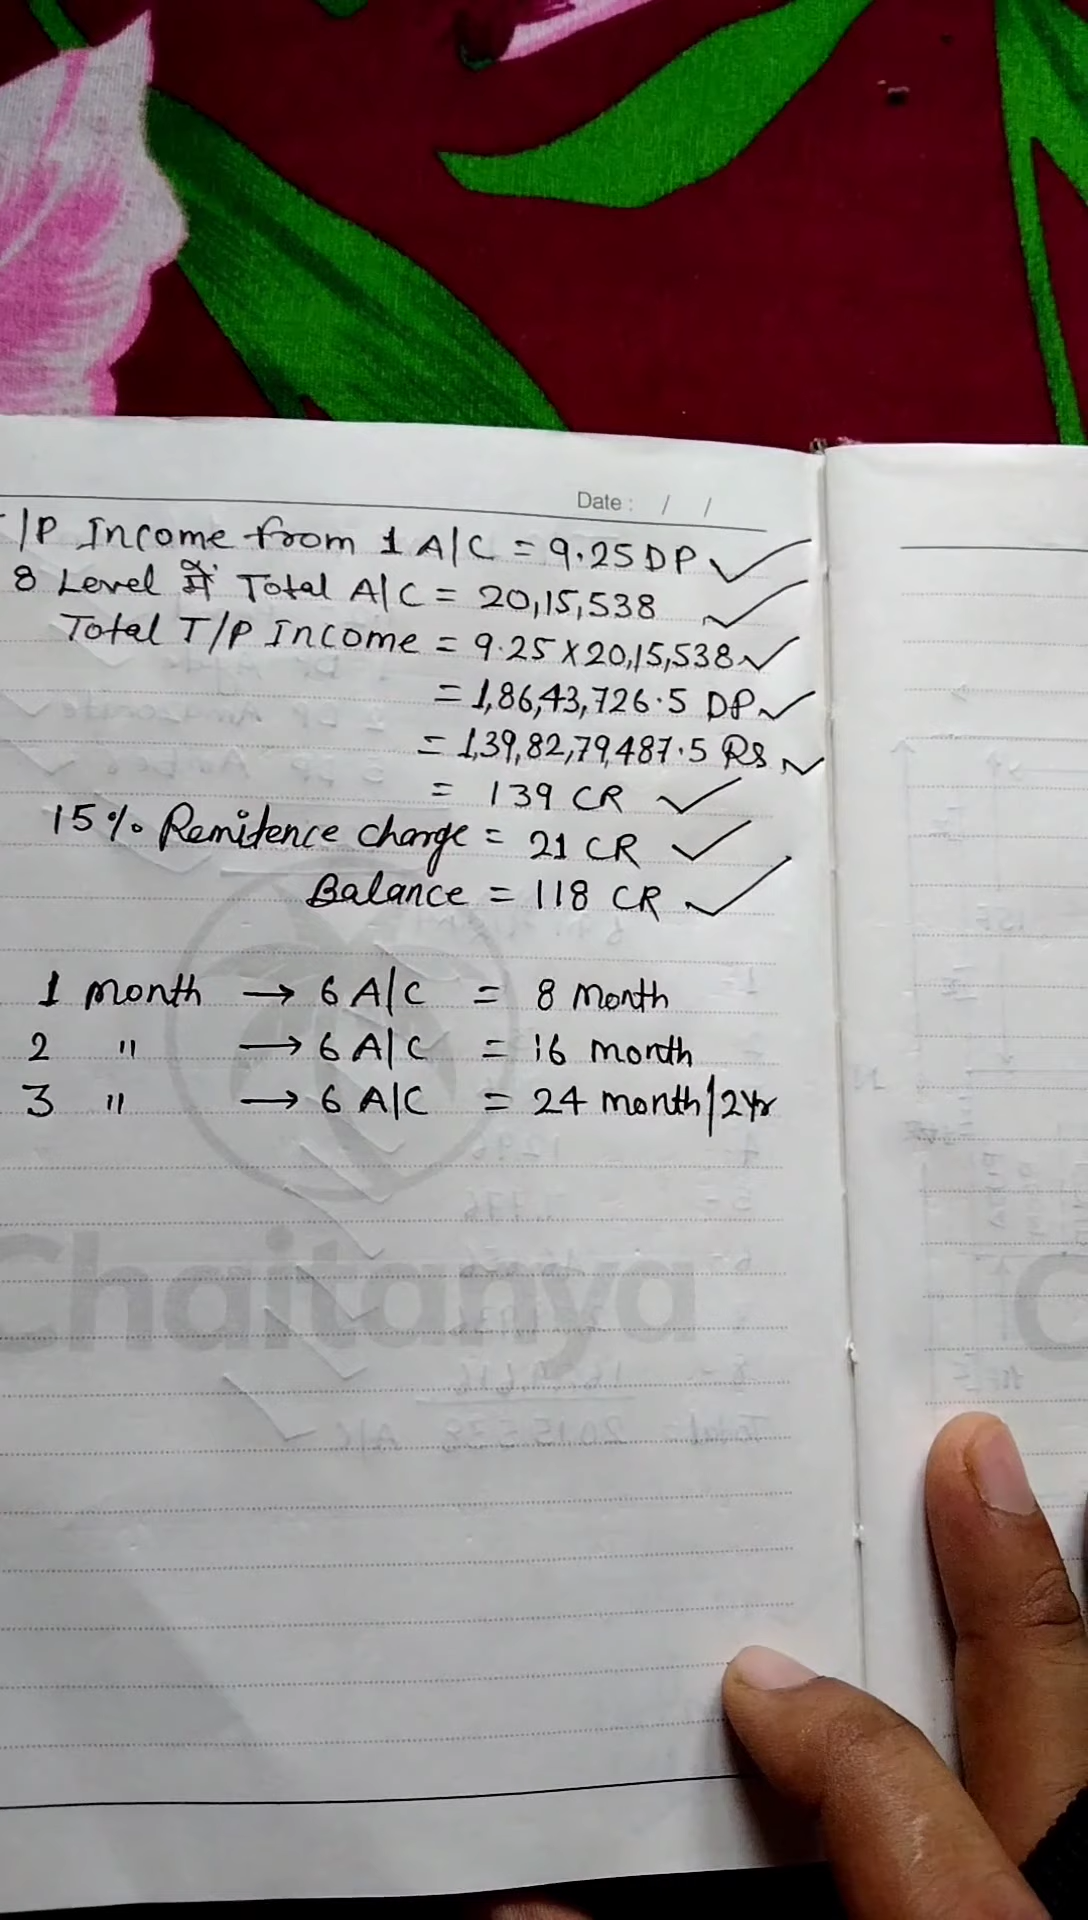 Date : / /
T/P Income from 1 A/C = 9.25 DP
8 Level में Total A/C = 20,15,538
Total T/P Income = 9.25 X 20,15,538
= 1,86,43,726.5 DP
= 1,39,82,79,487.5 Rs
= 139 CR
15% Remitence charge = 21 CR
Balance = 118 CR
1 month → 6 A/C = 8 month
2 " → 6 A/C = 16 month
3 " → 6 A/C = 24 month/2yr
Chaitanya